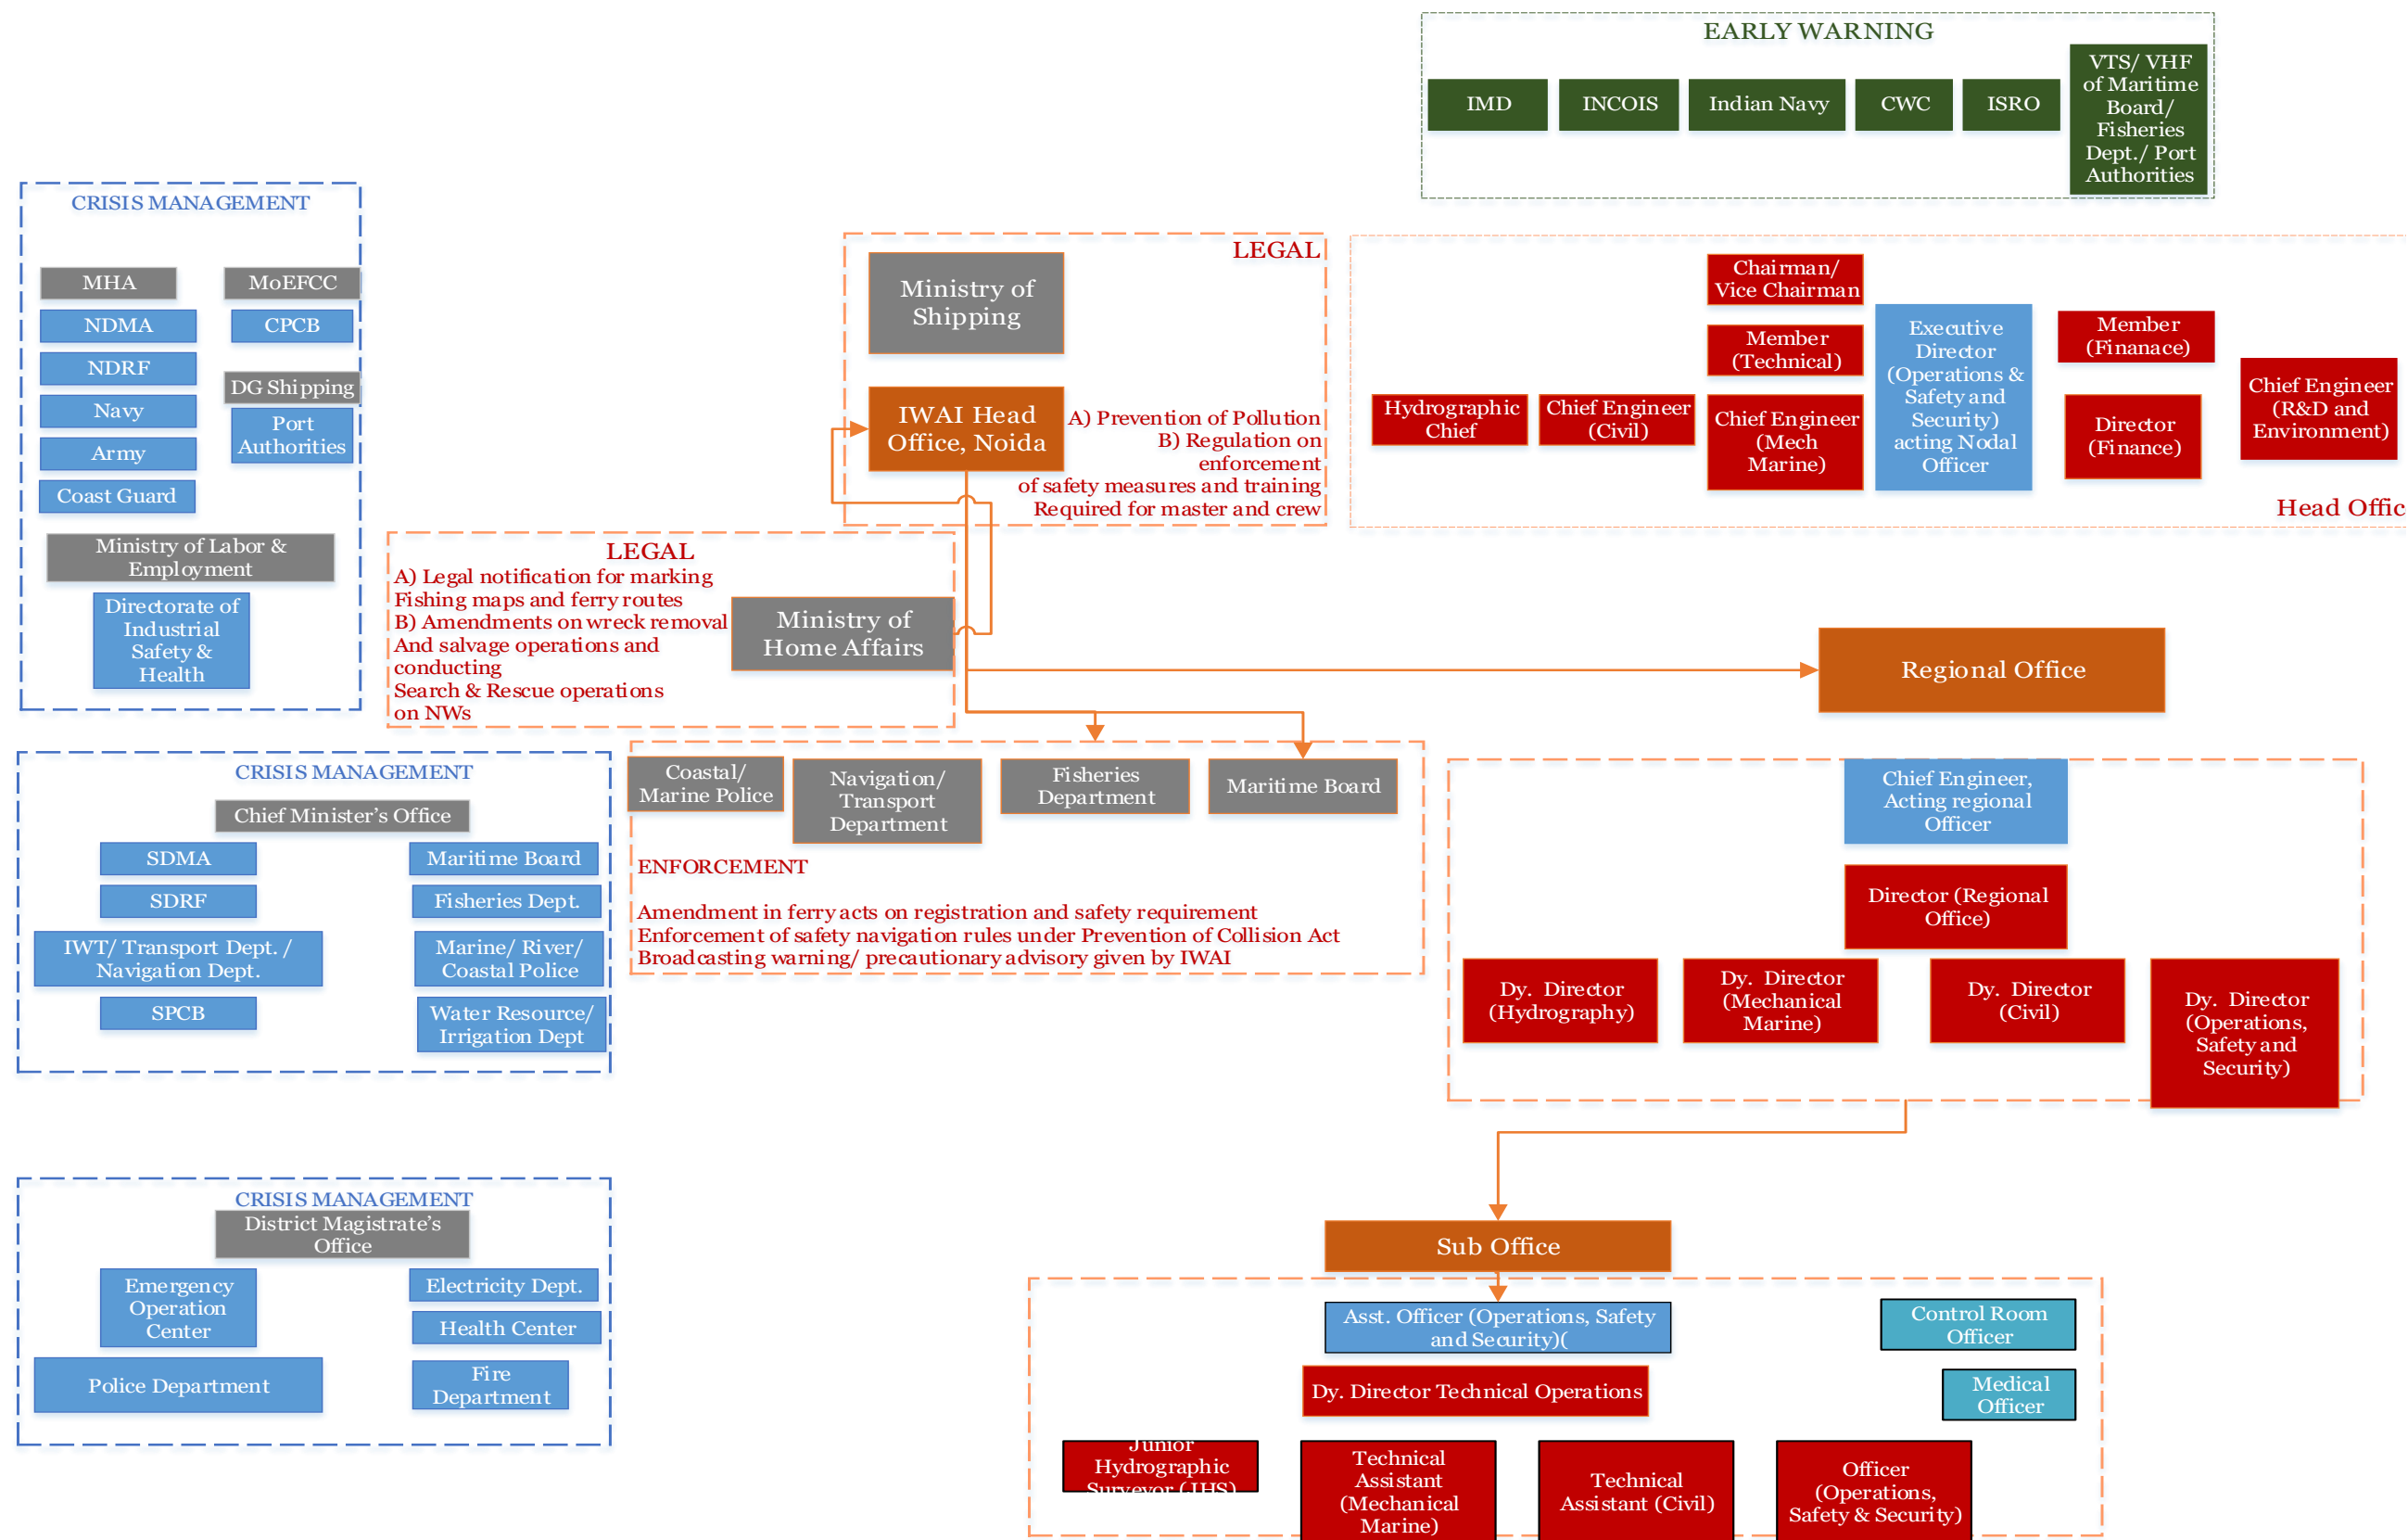 EARLY WARNING
IMD
INCOIS
Indian Navy
CWC
ISRO
VTS/ VHF
of Maritime
Board/
Fisheries
Dept./ Port
Authorities
CRISIS MANAGEMENT
MHA
NDMA
NDRF
Navy
Army
Coast Guard
MoEFCC
CPCB
DG Shipping
Port
Authorities
Ministry of Labor &
Employment
Directorate of
Industrial
Safety &
Health
LEGAL
Ministry of
Shipping
IWAI Head
Office, Noida
A) Prevention of Pollution
B) Regulation on
enforcement
of safety measures and training
Required for master and crew
Chairman/
Vice Chairman
Member
(Technical)
Hydrographic
Chief
Chief Engineer
(Civil)
Chief Engineer
(Mech
Marine)
Executive
Director
(Operations &
Safety and
Security)
acting Nodal
Officer
Member
(Finanace)
Director
(Finance)
Chief Engineer
(R&D and
Environment)
Head Offic
LEGAL
A) Legal notification for marking
Fishing maps and ferry routes
B) Amendments on wreck removal
And salvage operations and
conducting
Search & Rescue operations
on NWs
Ministry of
Home Affairs
Regional Office
CRISIS MANAGEMENT
Chief Minister's Office
SDMA
SDRF
IWT/ Transport Dept. /
Navigation Dept.
SPCB
Maritime Board
Fisheries Dept.
Marine/ River/
Coastal Police
Water Resource/
Irrigation Dept
Coastal/
Marine Police
Navigation/
Transport
Department
Fisheries
Department
Maritime Board
ENFORCEMENT
Amendment in ferry acts on registration and safety requirement
Enforcement of safety navigation rules under Prevention of Collision Act
Broadcasting warning/ precautionary advisory given by IWAI
Chief Engineer,
Acting regional
Officer
Director (Regional
Office)
Dy. Director
(Hydrography)
Dy. Director
(Mechanical
Marine)
Dy. Director
(Civil)
Dy. Director
(Operations,
Safety and
Security)
CRISIS MANAGEMENT
District Magistrate's
Office
Emergency
Operation
Center
Police Department
Electricity Dept.
Health Center
Fire
Department
Sub Office
Asst. Officer (Operations, Safety
and Security)(
Dy. Director Technical Operations
Control Room
Officer
Medical
Officer
Junior
Hydrographic
Surveyor (JHS)
Technical
Assistant
(Mechanical
Marine)
Technical
Assistant (Civil)
Officer
(Operations,
Safety & Security)